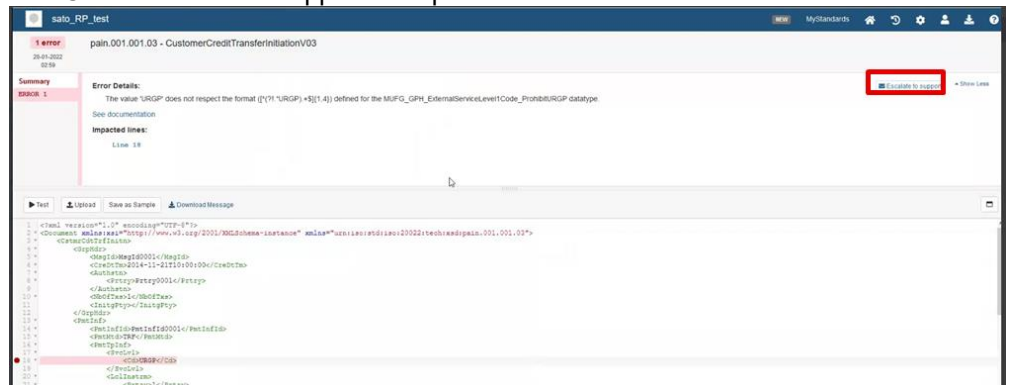 sato_RP_test NEW MyStandards
1 error pain.001.001.03 - CustomerCreditTransferInitiationV03
20-01-2022
02:59
Summary
ERROR 1
Error Details: Escalate to support Show Less
The value 'URGP' does not respect the format defined for the MUFG_GPH_ExternalServiceLevel1Code_ProhibitURGP datatype.
See documentation
Impacted lines:
Line 18
Test Upload Save as Sample Download Message
1 <?xml version="1.0" encoding="UTF-8"?>
2 <Document xmlns:xsi="http://www.w3.org/2001/XMLSchema-instance" xmlns="urn:iso:std:iso:20022:tech:xsd:pain.001.001.03">
3 <CstmrCdtTrfInitn>
4 <GrpHdr>
5 <MsgId>MsgId0001</MsgId>
6 <CreDtTm>2014-11-21T10:00:00</CreDtTm>
7 <Authstn>
8 <Prtry>Prtry0001</Prtry>
9 </Authstn>
10 <NbOfTxs>1</NbOfTxs>
11 <InitgPty></InitgPty>
12 </GrpHdr>
13 <PmtInf>
14 <PmtInfId>PmtInfId0001</PmtInfId>
15 <PmtMtd>TRF</PmtMtd>
16 <PmtTpInf>
17 <SvcLvl>
18 <Cd>URGP</Cd>
19 </SvcLvl>
20 <LclInstrm>